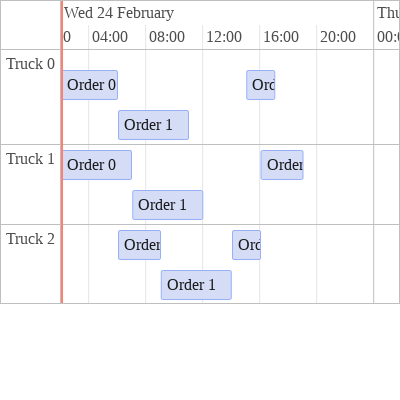 Wed 24 February Thu
0 04:00 08:00 12:00 16:00 20:00 00:0
Truck 0
Order 0 Ord
Order 1
Truck 1
Order 0 Order
Order 1
Truck 2
Order Ord
Order 1